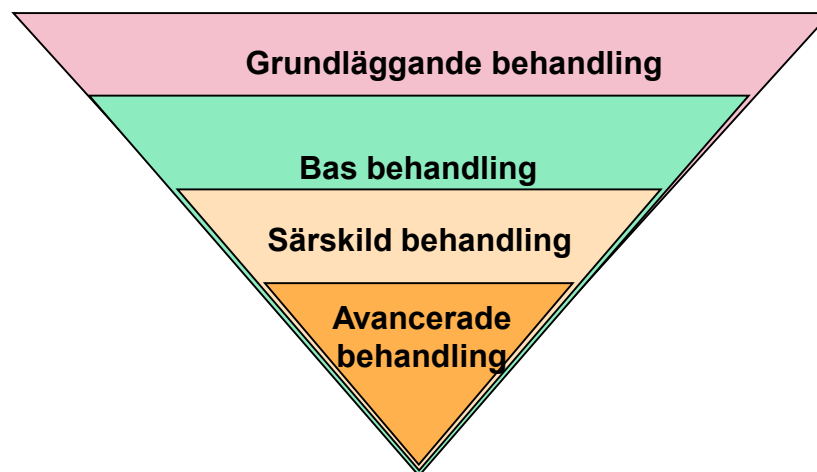 Grundläggande behandling
Bas behandling
Särskild behandling
Avancerade
behandling